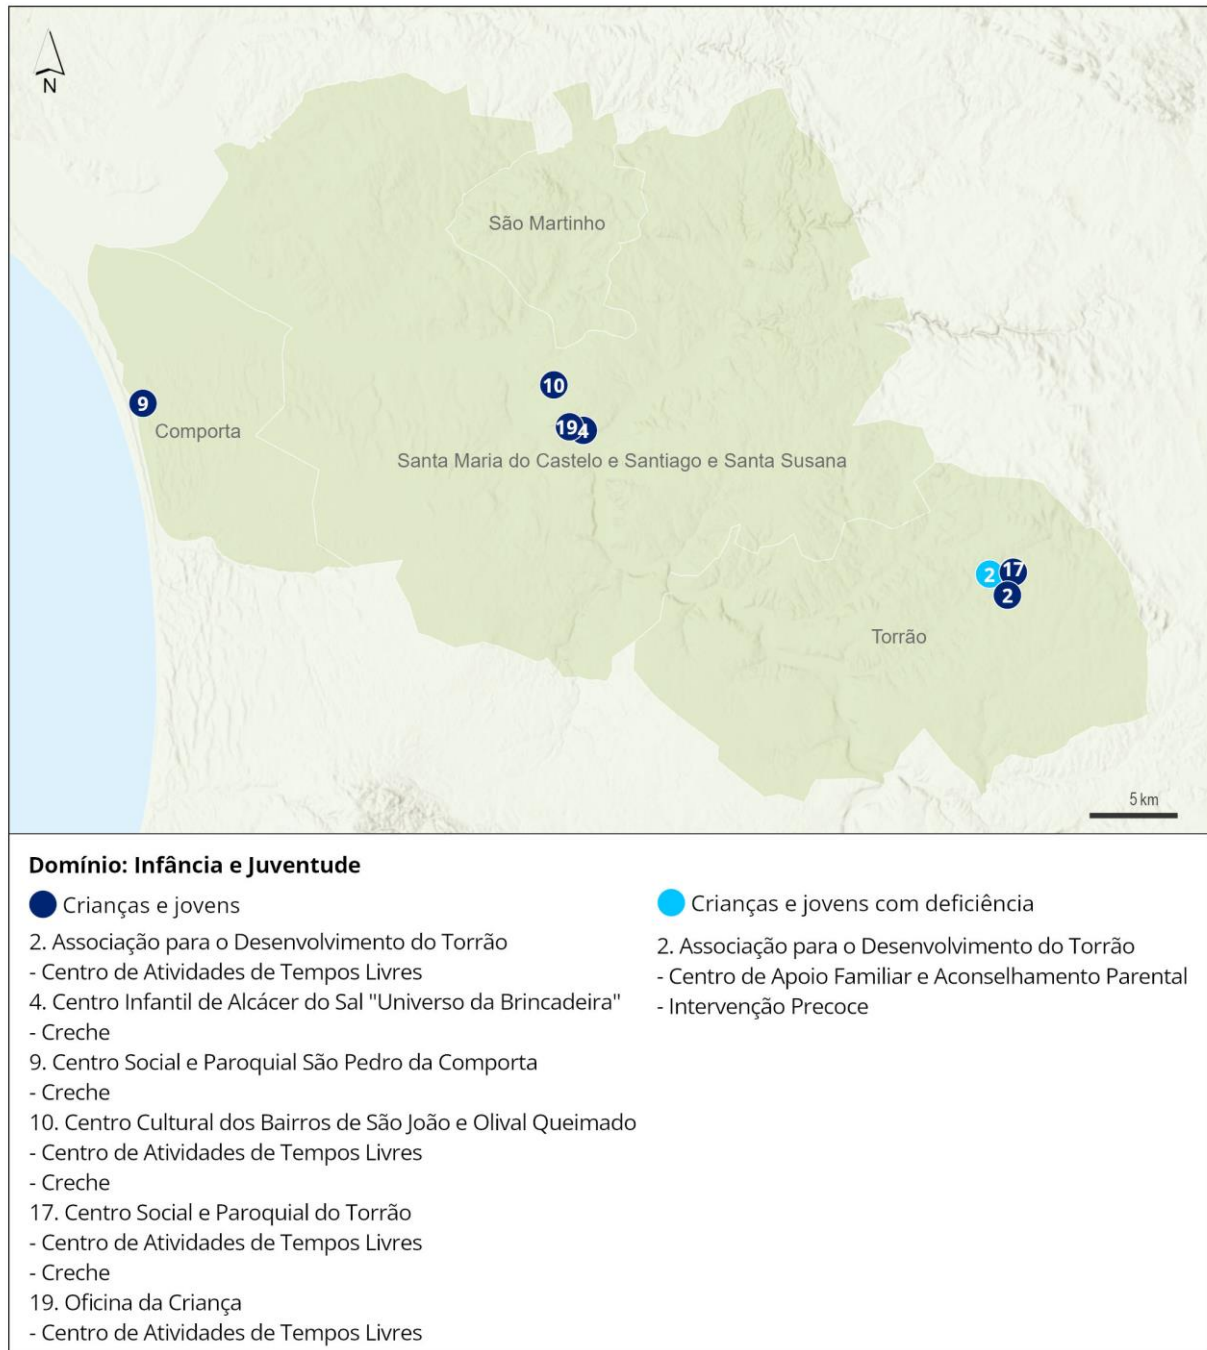 N
São Martinho
10
9
19
4
Comporta
Santa Maria do Castelo e Santiago e Santa Susana
2
17
2
Torrão
5 km
Domínio: Infância e Juventude
Crianças e jovens
2. Associação para o Desenvolvimento do Torrão
- Centro de Atividades de Tempos Livres
4. Centro Infantil de Alcácer do Sal "Universo da Brincadeira"
- Creche
9. Centro Social e Paroquial São Pedro da Comporta
- Creche
10. Centro Cultural dos Bairros de São João e Olival Queimado
- Centro de Atividades de Tempos Livres
- Creche
17. Centro Social e Paroquial do Torrão
- Centro de Atividades de Tempos Livres
- Creche
19. Oficina da Criança
- Centro de Atividades de Tempos Livres
Crianças e jovens com deficiência
2. Associação para o Desenvolvimento do Torrão
- Centro de Apoio Familiar e Aconselhamento Parental
- Intervenção Precoce